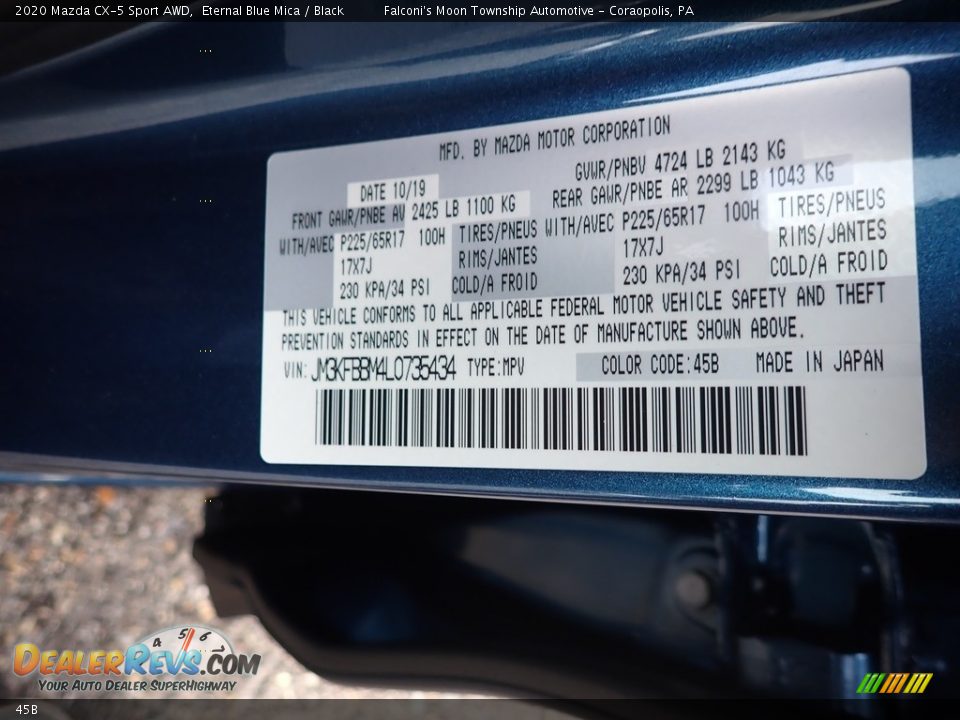 2020 Mazda CX-5 Sport AWD, Eternal Blue Mica / Black Falconi's Moon Township Automotive - Coraopolis, PA
MFD. BY MAZDA MOTOR CORPORATION
DATE 10/19 GVWR/PNBV 4724 LB 2143 KG
FRONT GAWR/PNBE AV 2425 LB 1100 KG REAR GAWR/PNBE AR 2299 LB 1043 KG
WITH/AVEC P225/65R17 100H TIRES/PNEUS WITH/AVEC P225/65R17 100H TIRES/PNEUS
17X7J RIMS/JANTES 17X7J RIMS/JANTES
230 KPA/34 PSI COLD/A FROID 230 KPA/34 PSI COLD/A FROID
THIS VEHICLE CONFORMS TO ALL APPLICABLE FEDERAL MOTOR VEHICLE SAFETY AND THEFT
PREVENTION STANDARDS IN EFFECT ON THE DATE OF MANUFACTURE SHOWN ABOVE.
VIN: JM3KFBBM4L0735434 TYPE:MPV COLOR CODE:45B MADE IN JAPAN
4 5 6
DEALERREVS.COM
YOUR AUTO DEALER SUPERHIGHWAY
45B